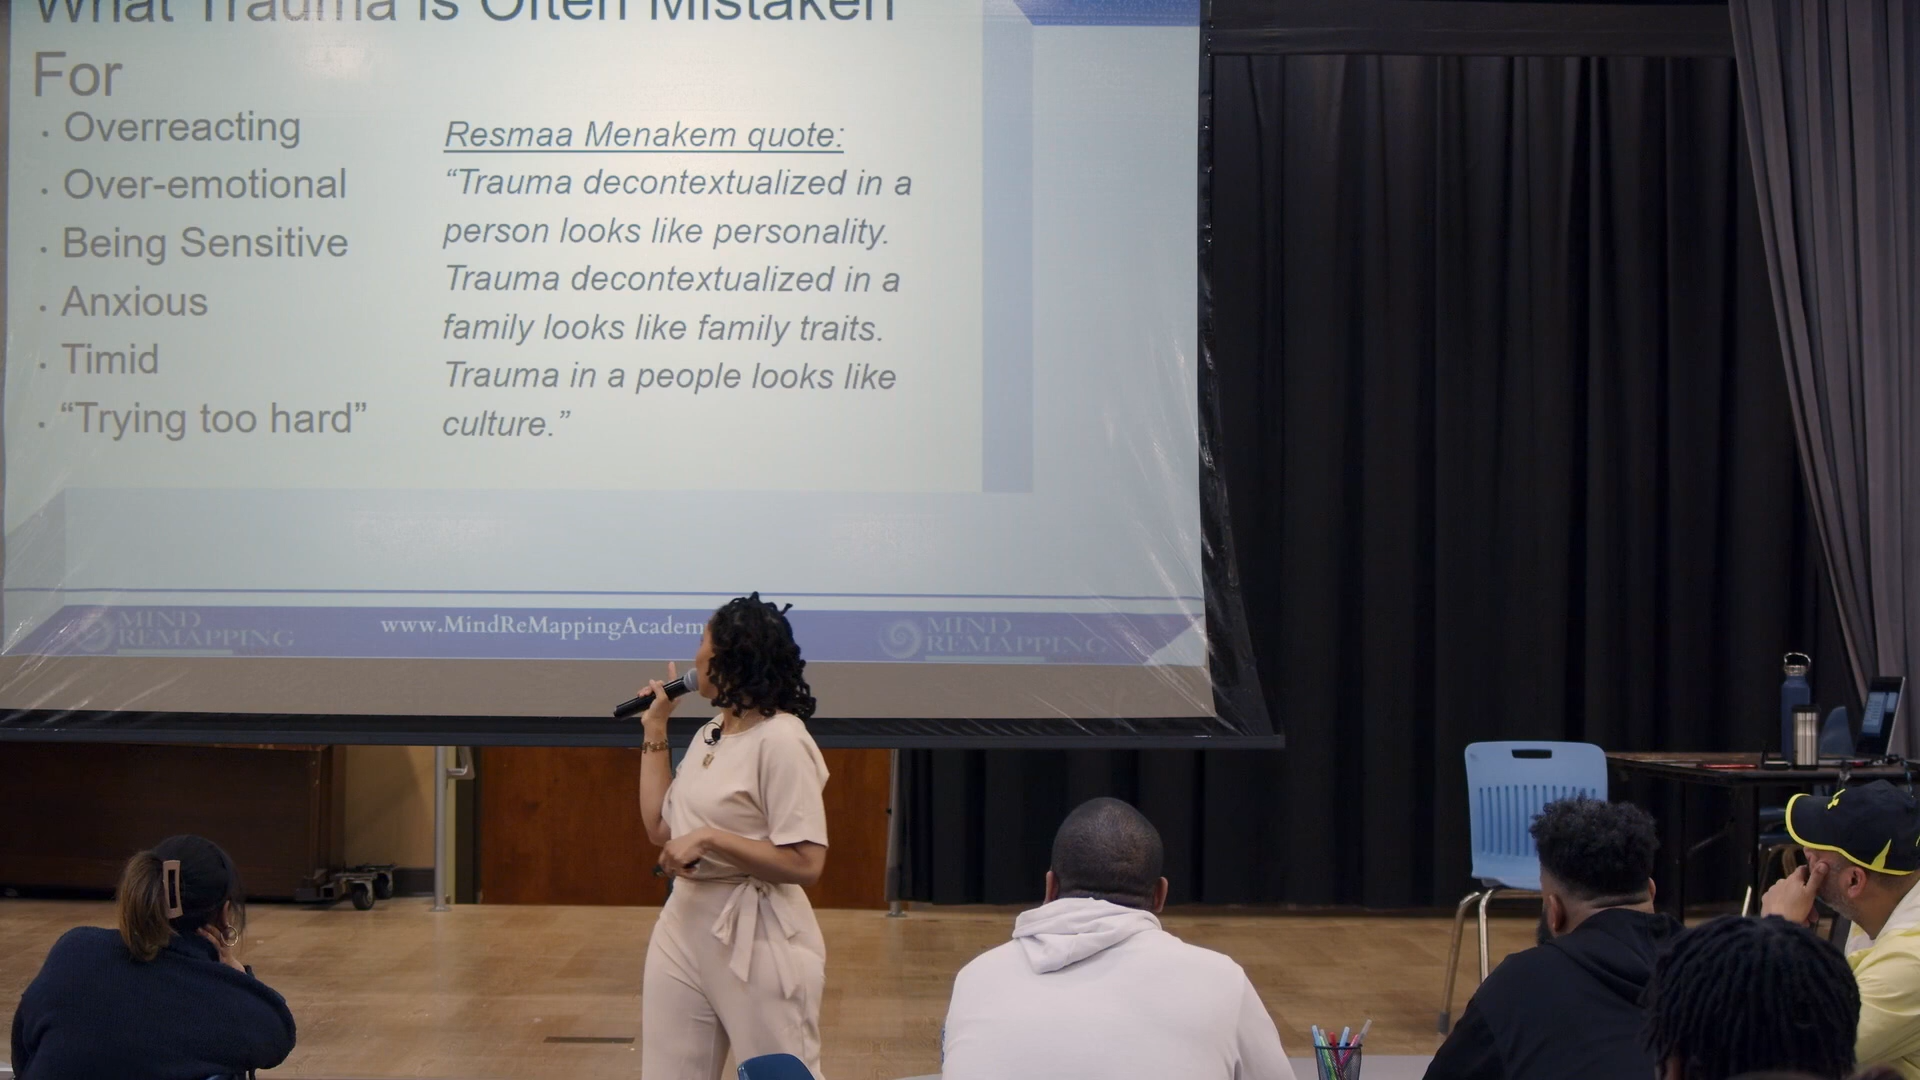 What Trauma is Often Mistaken
For
• Overreacting
• Over-emotional
• Being Sensitive
• Anxious
• Timid
• “Trying too hard”
Resmaa Menakem quote:
“Trauma decontextualized in a
person looks like personality.
Trauma decontextualized in a
family looks like family traits.
Trauma in a people looks like
culture.”
MIND
REMAPPING
www.MindReMappingAcadem
MIND
REMAPPING